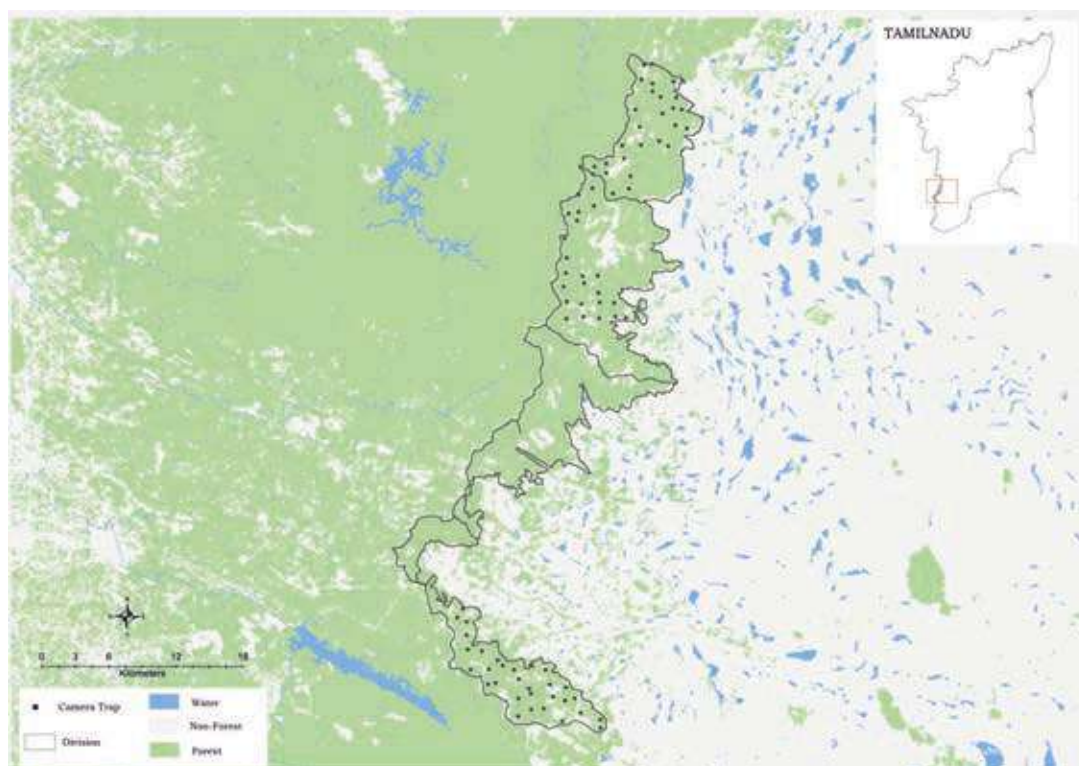 TAMILNADU
0 3 6 12 18
Kilometers
Camera Trap
Division
Water
Non-Forest
Forest